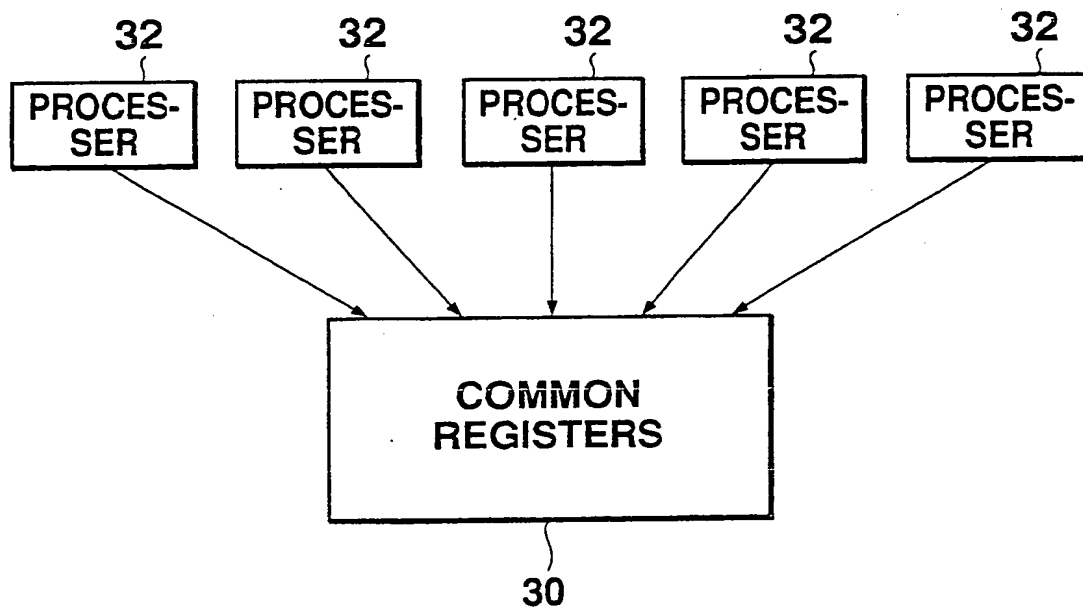 32 32 32 32 32
PROCES- PROCES- PROCES- PROCES- PROCES-
SER SER SER SER SER
COMMON
REGISTERS
30